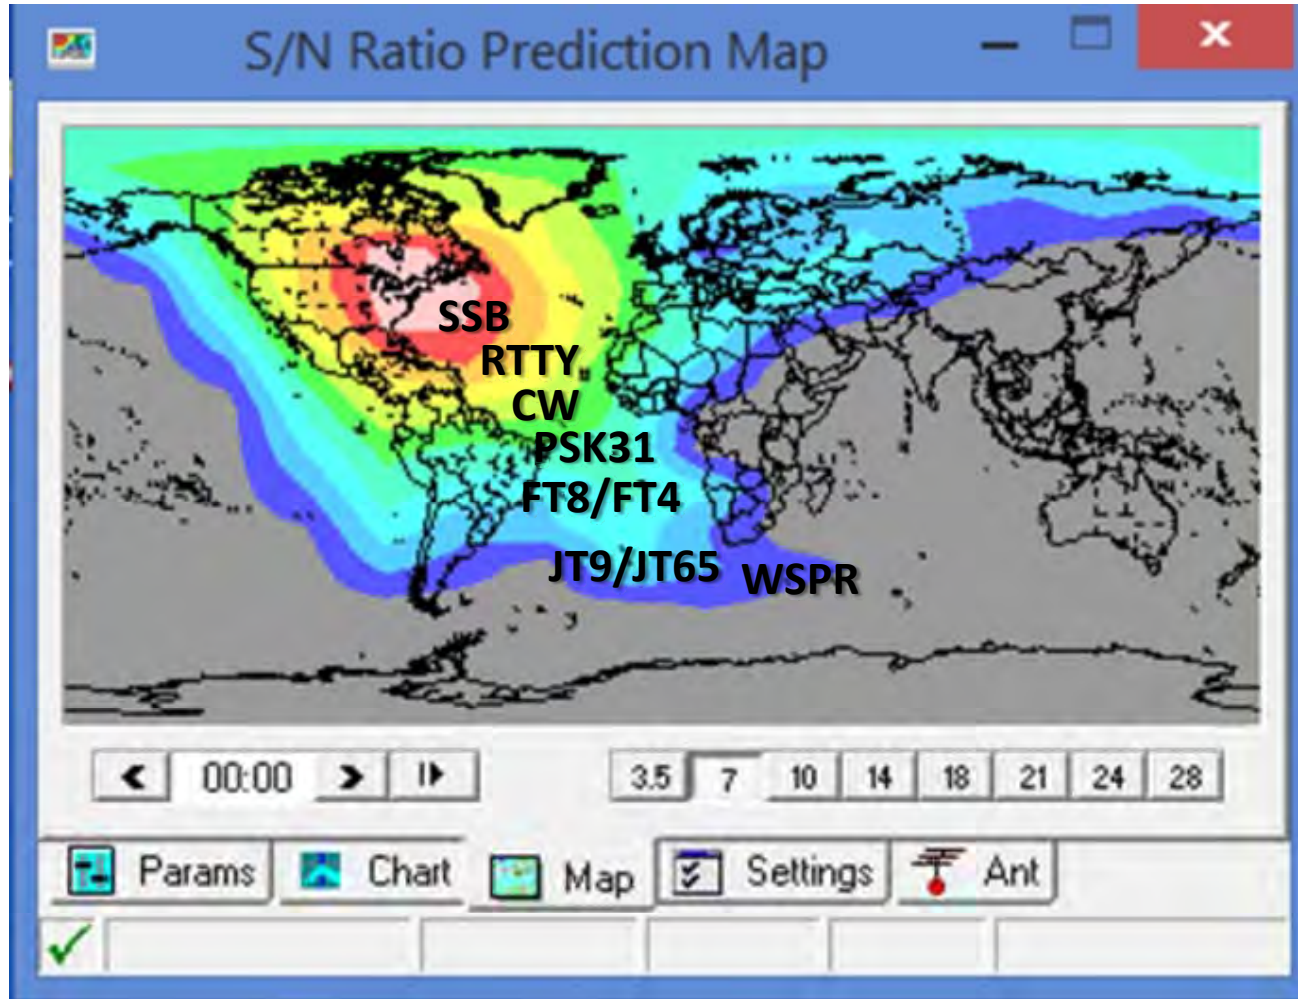 S/N Ratio Prediction Map
SSB
RTTY
CW
PSK31
FT8/FT4
JT9/JT65 WSPR
00:00 3.5 7 10 14 18 21 24 28
Params Chart Map Settings Ant